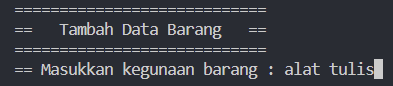 ============================
==   Tambah Data Barang   ==
============================
== Masukkan kegunaan barang : alat tulis